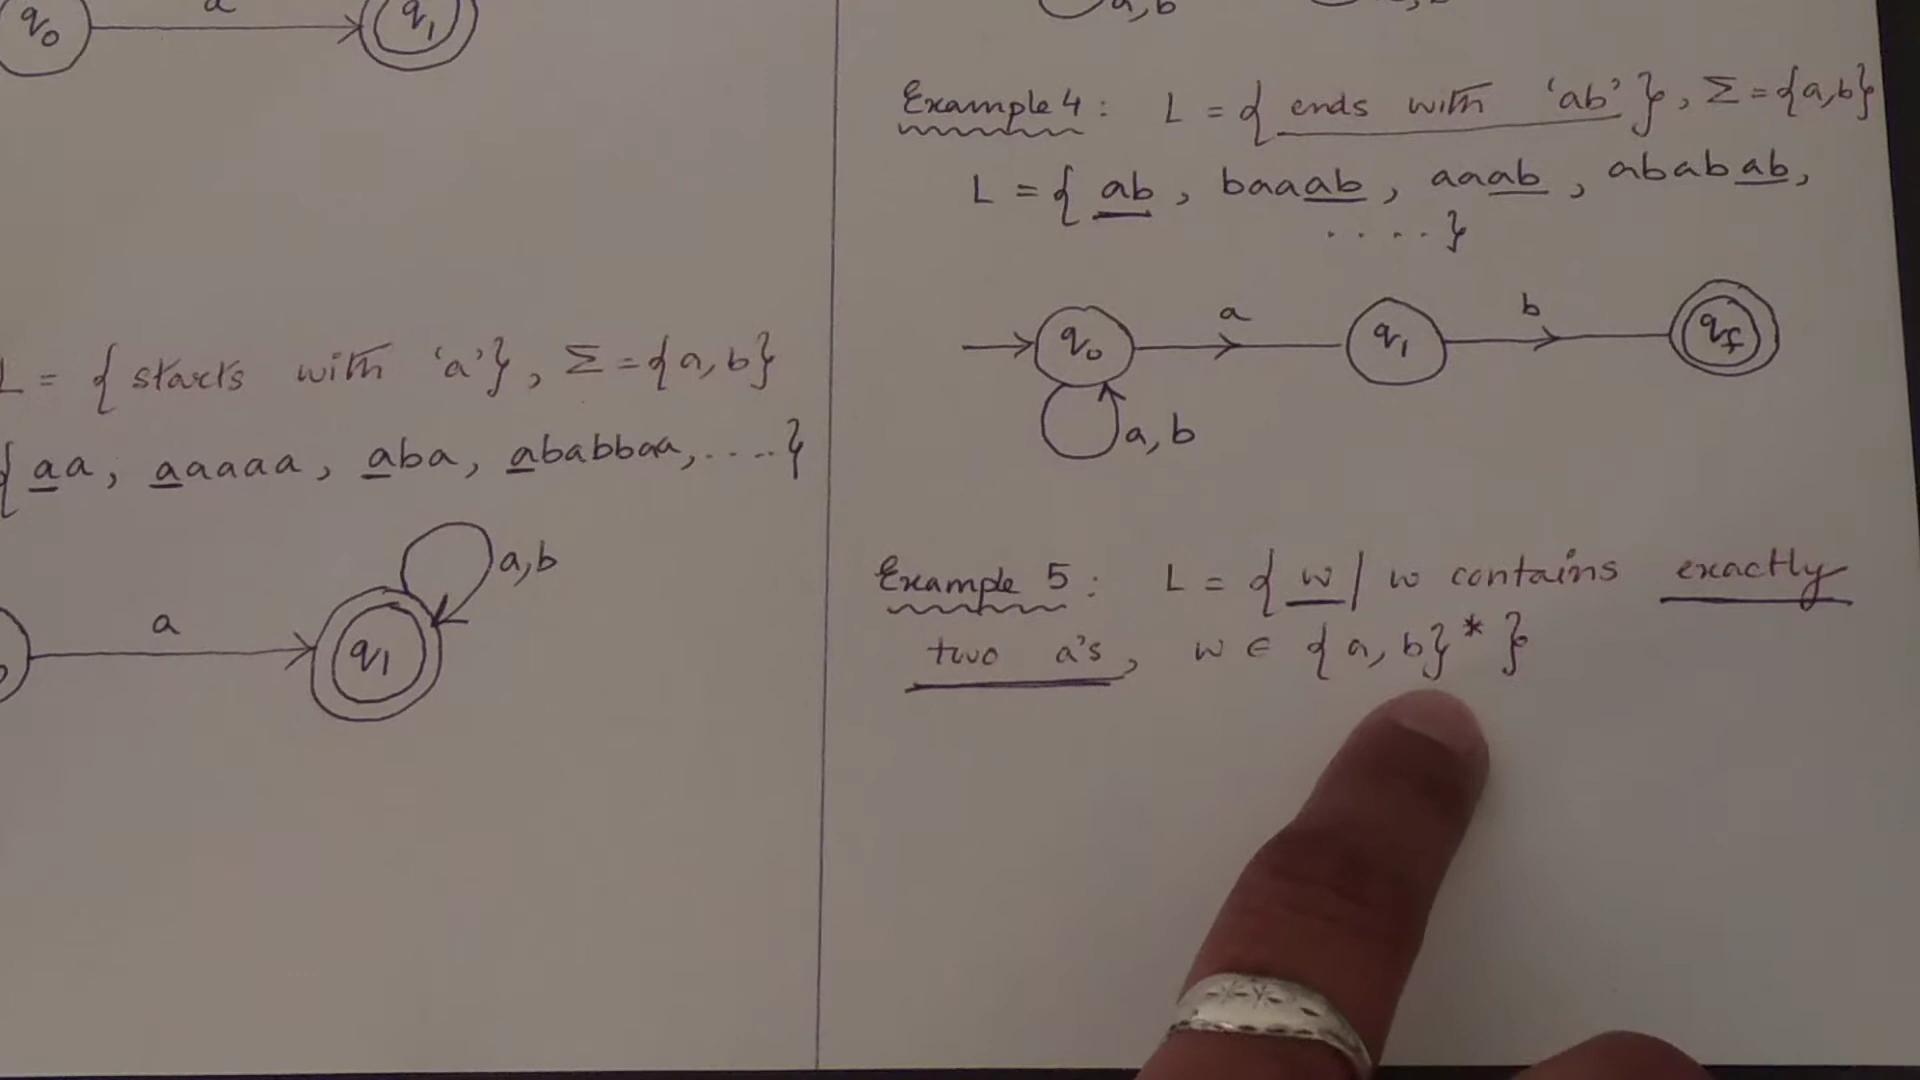 q0 a q1
L = { starts with 'a' } , Σ = {a, b}
{ aa , aaaaa , aba , ababbaa, .... }
a q1 a,b
a,b
Example 4 : L = { ends with 'ab' } , Σ = {a,b}
L = { ab , baaab , aaab , ababab ,
.... }
q0 a q1 b qf
a, b
Example 5 : L = { w | w contains exactly
two a's , w ∈ {a, b}* }